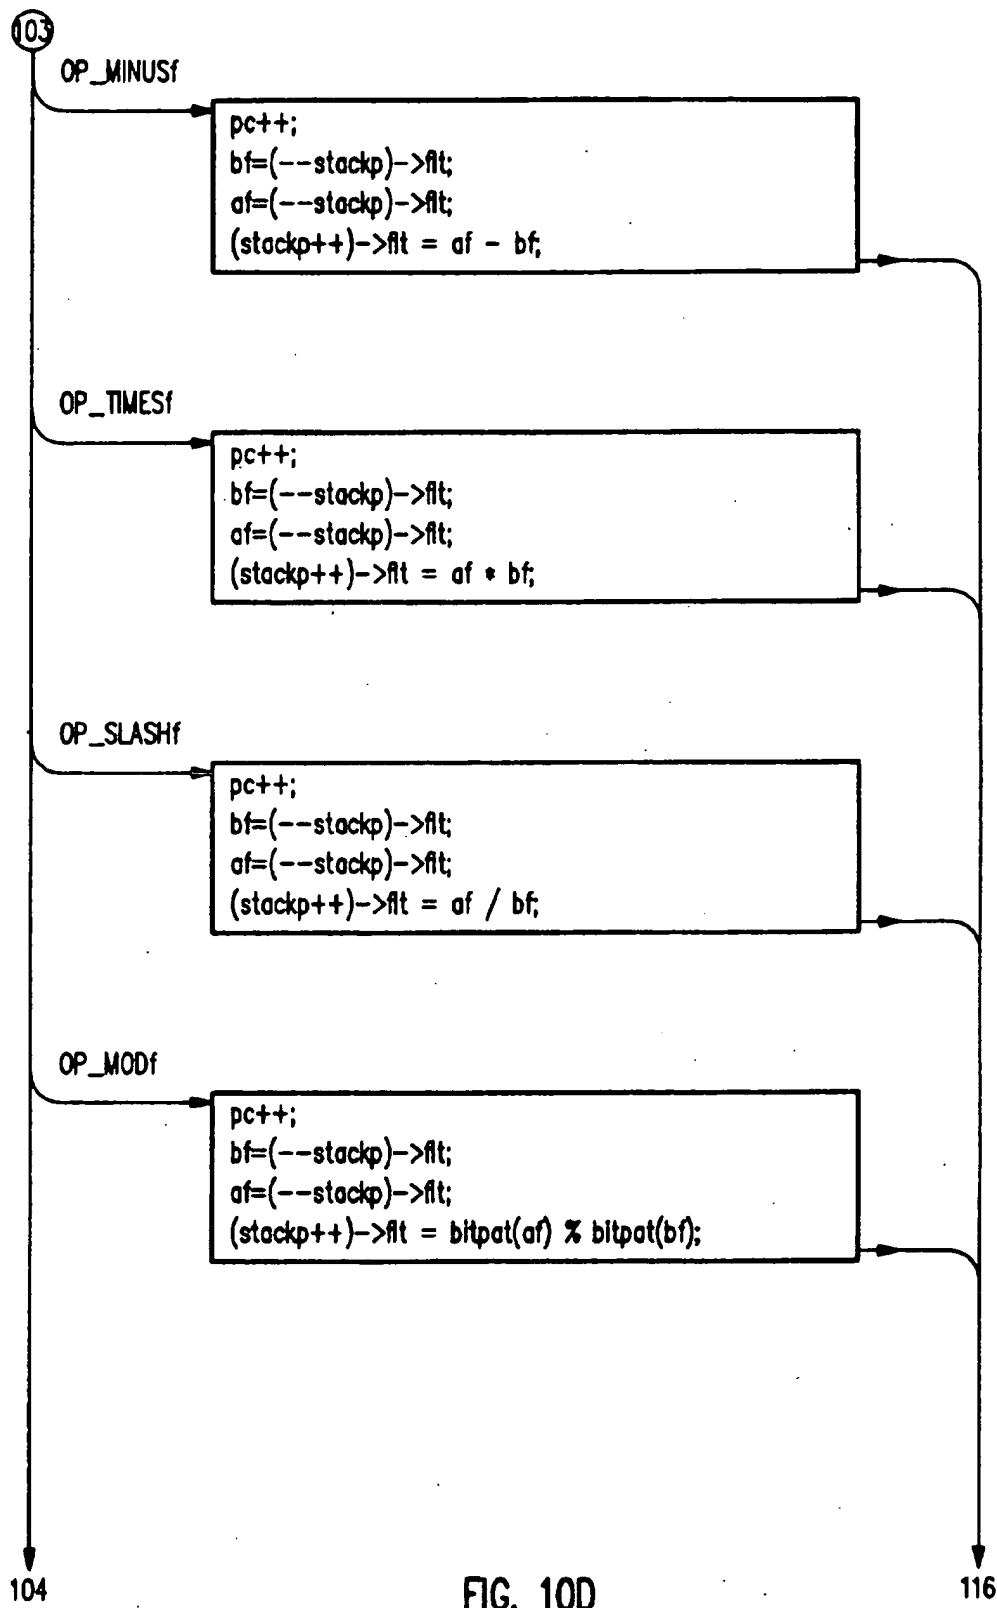 103
OP_MINUSf
pc++;
bf=(--stackp)->flt;
af=(--stackp)->flt;
(stackp++)->flt = af - bf;
OP_TIMESf
pc++;
bf=(--stackp)->flt;
af=(--stackp)->flt;
(stackp++)->flt = af * bf;
OP_SLASHf
pc++;
bf=(--stackp)->flt;
af=(--stackp)->flt;
(stackp++)->flt = af / bf;
OP_MODf
pc++;
bf=(--stackp)->flt;
af=(--stackp)->flt;
(stackp++)->flt = bitpat(af) % bitpat(bf);
104
FIG. 10D
116